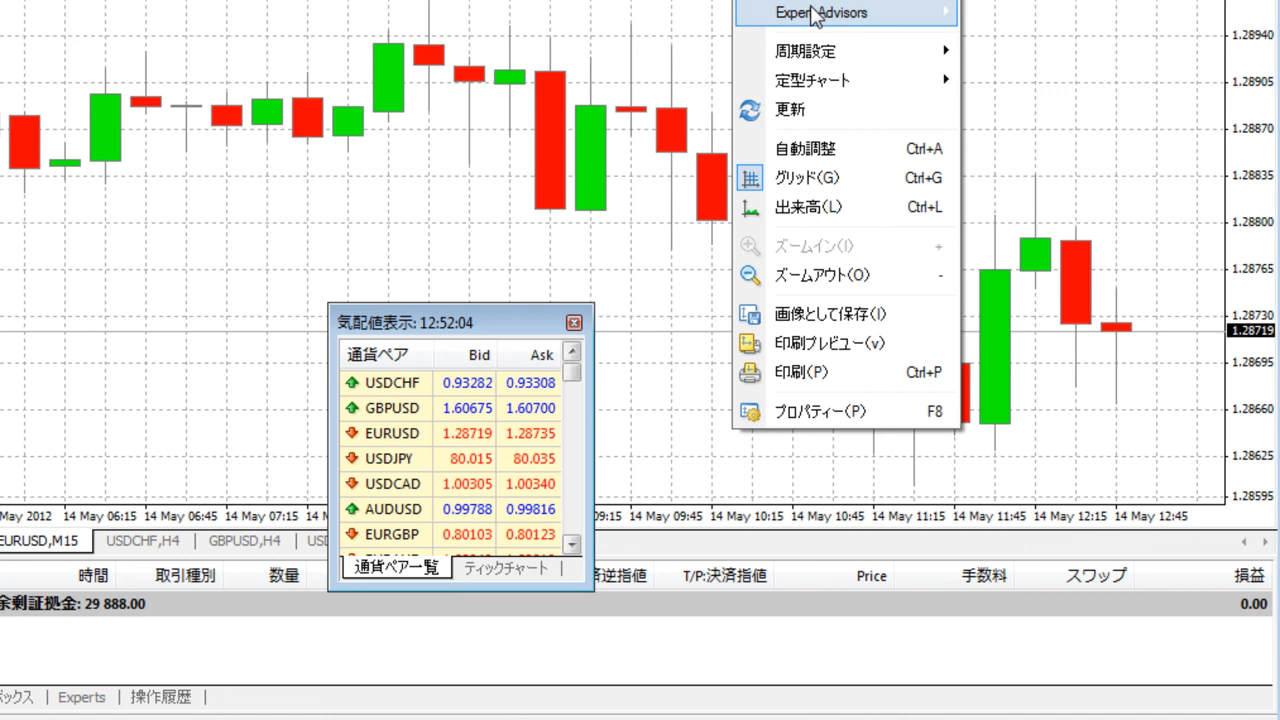 Expert Advisors
周期設定
定型チャート
更新
自動調整 Ctrl+A
グリッド(G) Ctrl+G
出来高(L) Ctrl+L
ズームイン(I) +
ズームアウト(O) -
画像として保存(I)
印刷プレビュー(v)
印刷(P) Ctrl+P
プロパティー(P) F8
1.28940
1.28905
1.28870
1.28835
1.28800
1.28765
1.28730
1.28719
1.28695
1.28660
1.28625
1.28595
気配値表示: 12:52:04
通貨ペア Bid Ask
USDCHF 0.93282 0.93308
GBPUSD 1.60675 1.60700
EURUSD 1.28719 1.28735
USDJPY 80.015 80.035
USDCAD 1.00305 1.00340
AUDUSD 0.99788 0.99816
EURGBP 0.80103 0.80123
通貨ペア一覧 ティックチャート
May 2012 14 May 06:15 14 May 06:45 14 May 07:15 14 M 09:15 14 May 09:45 14 May 10:15 14 May 10:45 14 May 11:15 14 May 11:45 14 May 12:15 14 May 12:45
EURUSD,M15 USDCHF,H4 GBPUSD,H4 USD
時間 取引種別 数量 済逆指値 T/P:決済指値 Price 手数料 スワップ 損益
余剰証拠金: 29 888.00 0.00
ボックス Experts 操作履歴